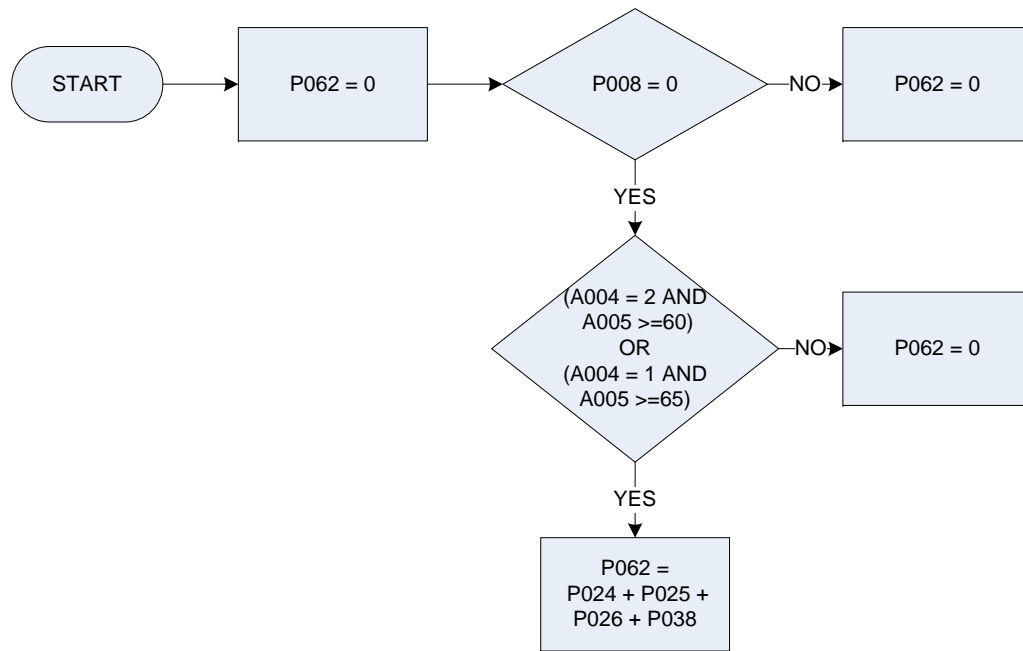 START
P062 = 0
P008 = 0
NO
P062 = 0
YES
(A004 = 2 AND
A005 >=60)
OR
(A004 = 1 AND
A005 >=65)
NO
P062 = 0
YES
P062 =
P024 + P025 +
P026 + P038